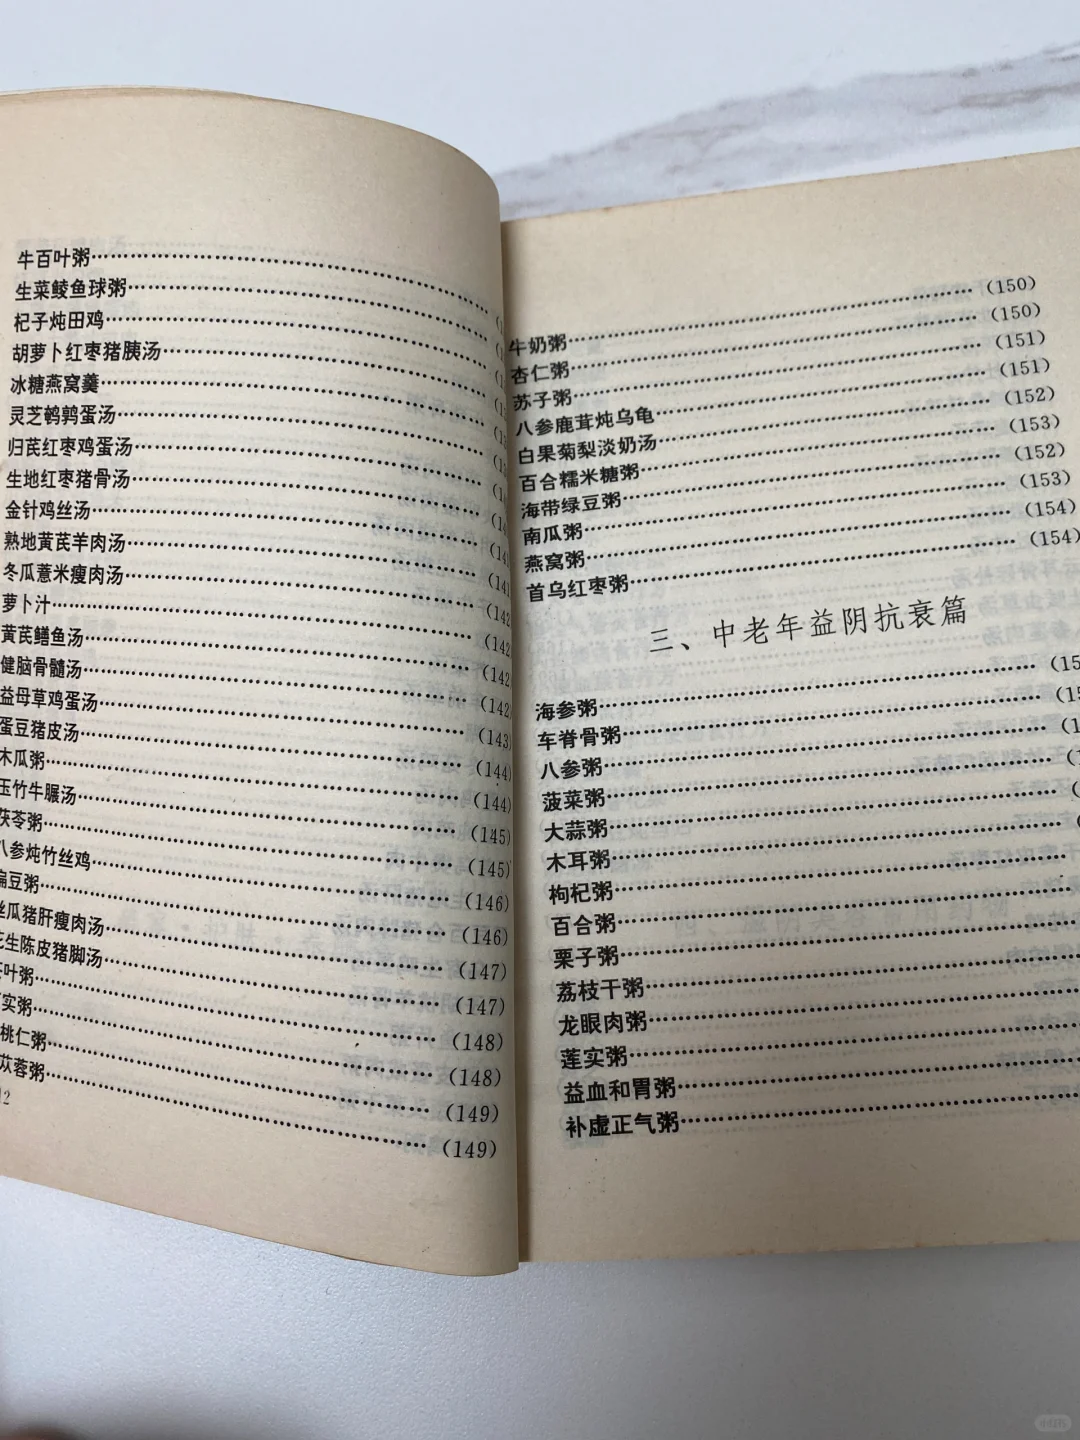 牛百叶粥
生菜鲮鱼球粥
杞子炖田鸡
胡萝卜红枣猪胰汤
冰糖燕窝羹
灵芝鹌鹑蛋汤
归芪红枣鸡蛋汤
生地红枣猪骨汤
金针鸡丝汤
熟地黄芪羊肉汤
冬瓜薏米瘦肉汤
萝卜汁
黄芪鳝鱼汤
健脑骨髓汤
益母草鸡蛋汤
蛋豆猪皮汤
木瓜粥……(144)
玉竹牛𦟌汤……(144)
茯苓粥……(145)
八参炖竹丝鸡……(145)
扁豆粥……(146)
丝瓜猪肝瘦肉汤……(146)
花生陈皮猪脚汤……(147)
叶粥……(147)
实粥……(148)
桃仁粥……(148)
苁蓉粥……(149)
……(149)
牛奶粥……(150)
杏仁粥……(150)
苏子粥……(151)
八参鹿茸炖乌龟……(151)
白果菊梨淡奶汤……(152)
百合糯米糖粥……(153)
海带绿豆粥……(152)
南瓜粥……(153)
燕窝粥……(154)
首乌红枣粥……(154)
三、中老年益阴抗衰篇
海参粥
车脊骨粥
八参粥
菠菜粥
大蒜粥
木耳粥
枸杞粥
百合粥
栗子粥
荔枝干粥
龙眼肉粥
莲实粥
益血和胃粥
补虚正气粥